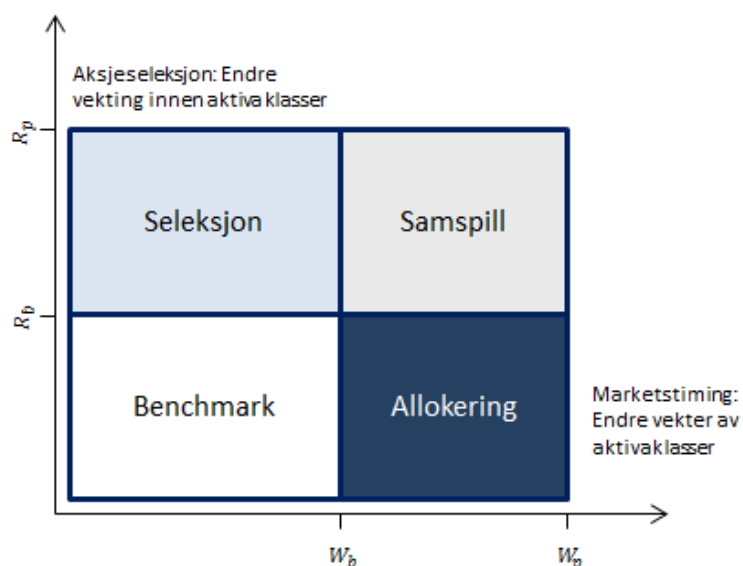 Aksjeseleksjon: Endre
vekting innen aktivaklasser
R_p
Seleksjon
Samspill
R_b
Benchmark
Allokering
Marketstiming:
Endre vekter av
aktivaklasser
W_b
W_p